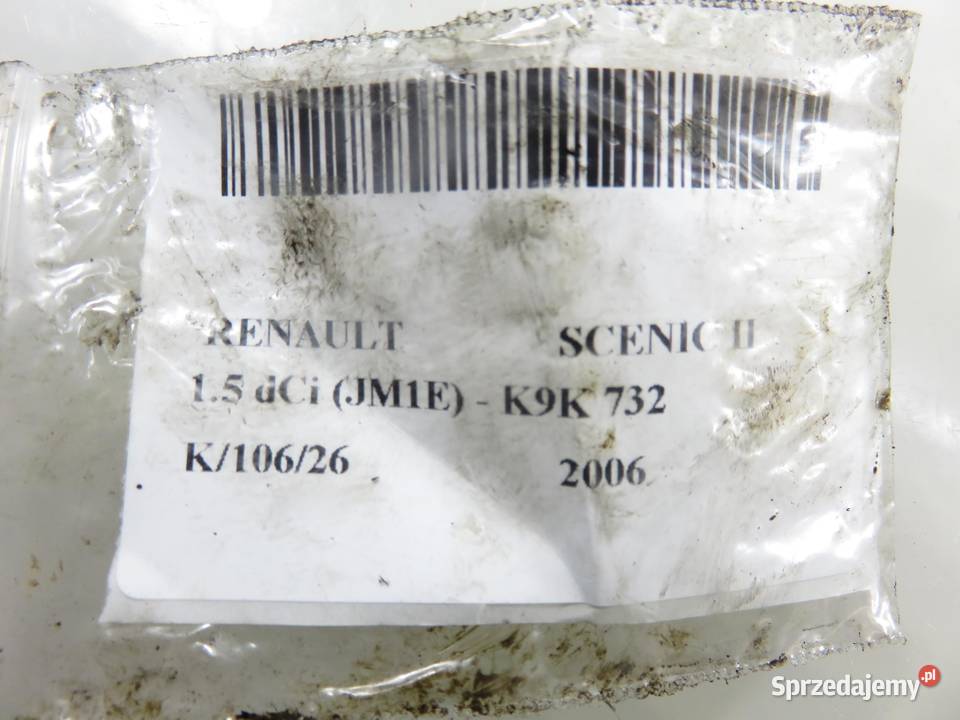 RENAULT SCENIC II
1.5 dCi (JM1E) - K9K 732
K/106/26 2006
Sprzedajemy.pl